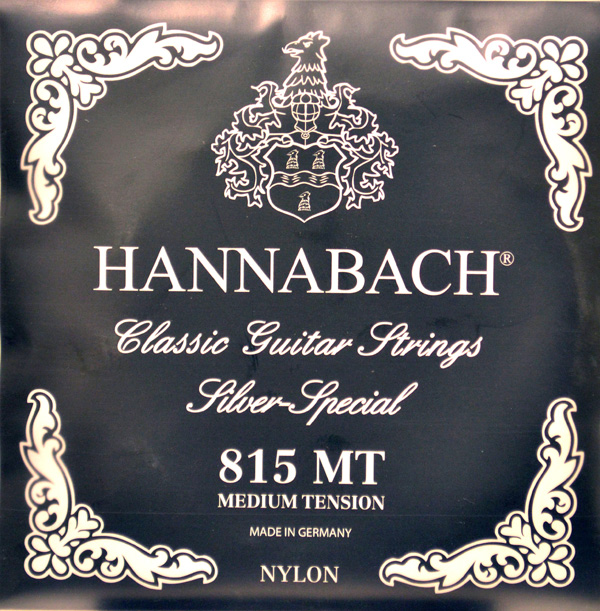 HANNABACH®
Classic Guitar Strings
Silver-Special
815 MT
MEDIUM TENSION
MADE IN GERMANY
NYLON